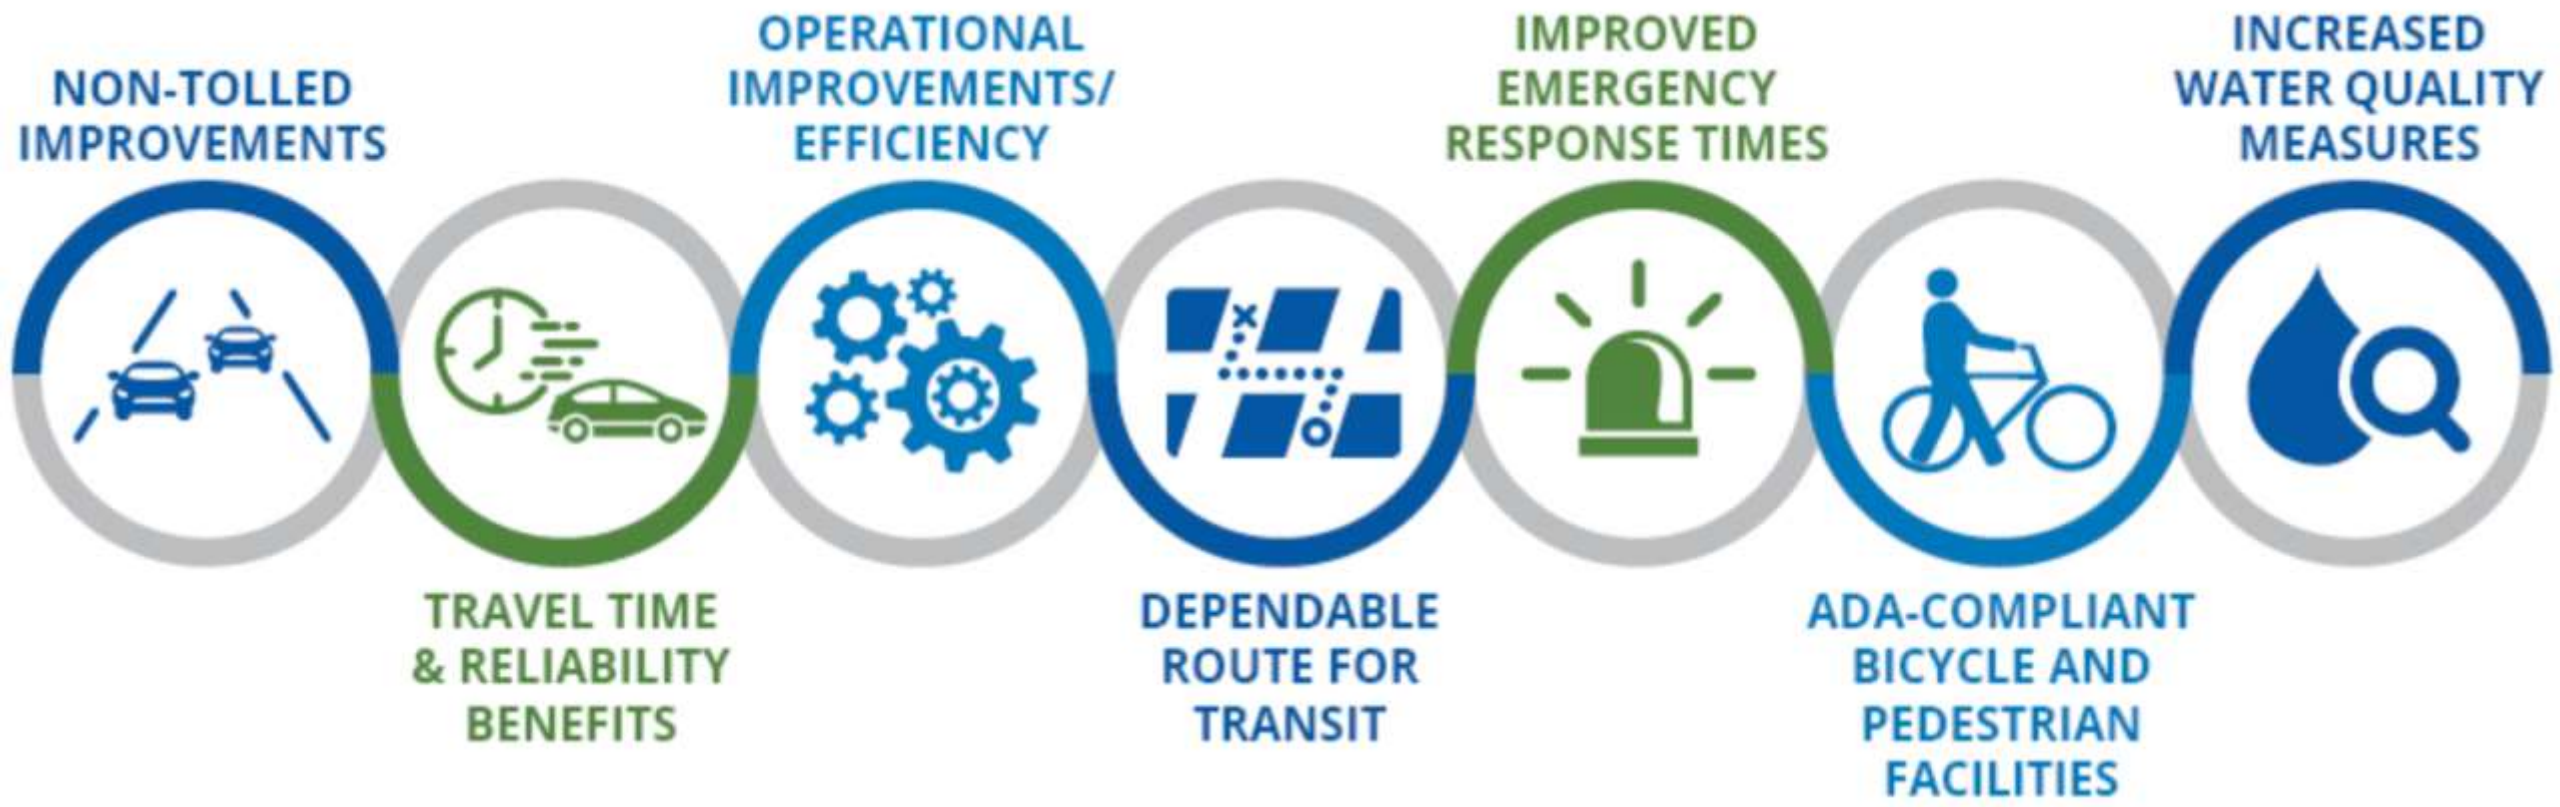 NON-TOLLED
IMPROVEMENTS
TRAVEL TIME
& RELIABILITY
BENEFITS
OPERATIONAL
IMPROVEMENTS/
EFFICIENCY
DEPENDABLE
ROUTE FOR
TRANSIT
IMPROVED
EMERGENCY
RESPONSE TIMES
ADA-COMPLIANT
BICYCLE AND
PEDESTRIAN
FACILITIES
INCREASED
WATER QUALITY
MEASURES